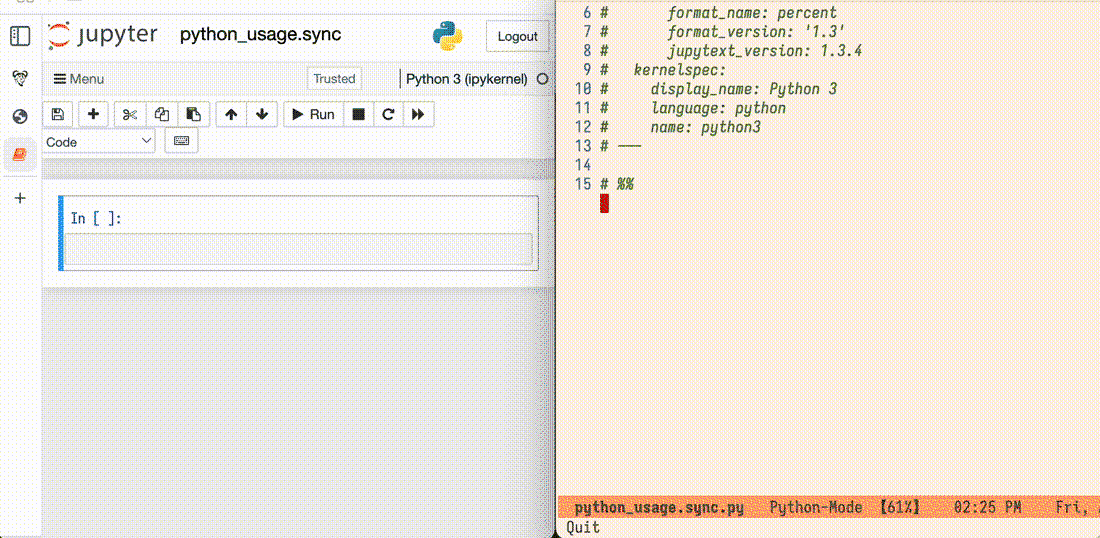 jupyter python_usage.sync Logout
Menu Trusted Python 3 (ipykernel)
Run
Code
In [ ]:
6 # format_name: percent
7 # format_version: '1.3'
8 # jupytext_version: 1.3.4
9 # kernelspec:
10 # display_name: Python 3
11 # language: python
12 # name: python3
13 # ---
14
15 # %%
python_usage.sync.py Python-Mode 【61%】 02:25 PM Fri,
Quit